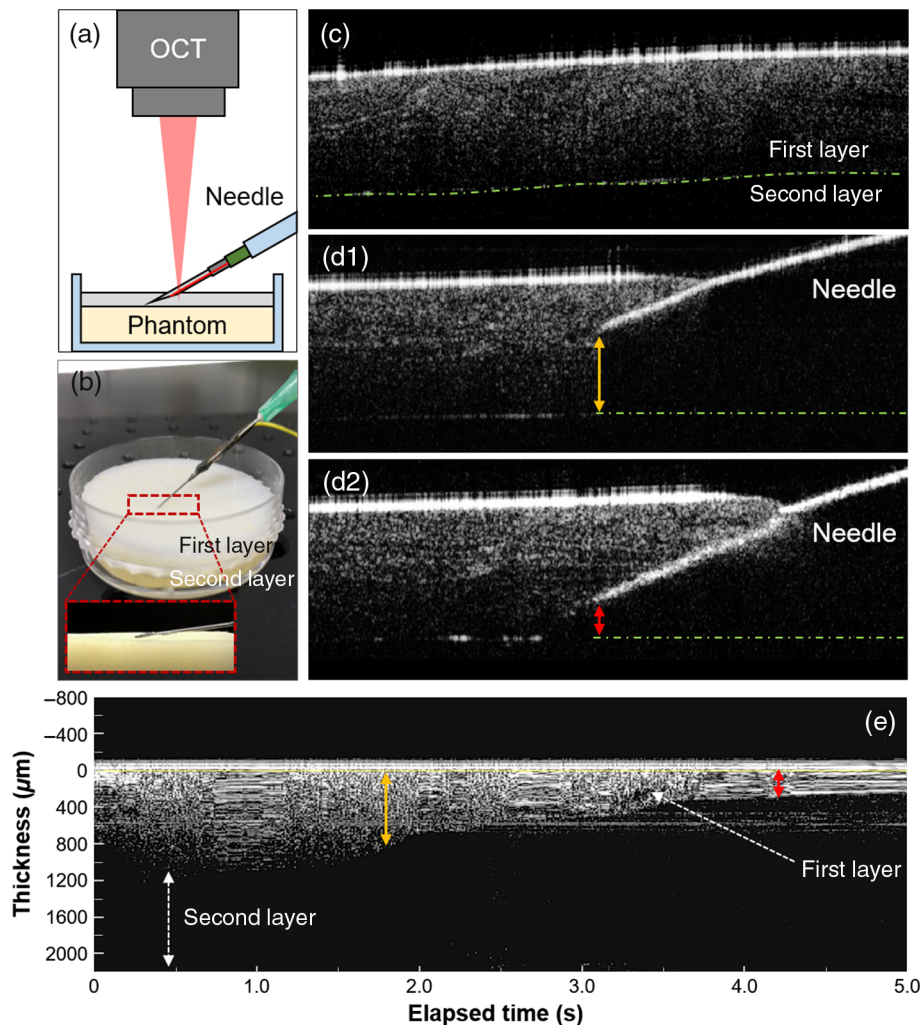 (a)
OCT
Needle
Phantom
(b)
First layer
Second layer
(c)
First layer
Second layer
(d1)
Needle
(d2)
Needle
(e)
Thickness (µm)
–800
–400
0
400
800
1200
1600
2000
First layer
Second layer
0
1.0
2.0
3.0
4.0
5.0
Elapsed time (s)